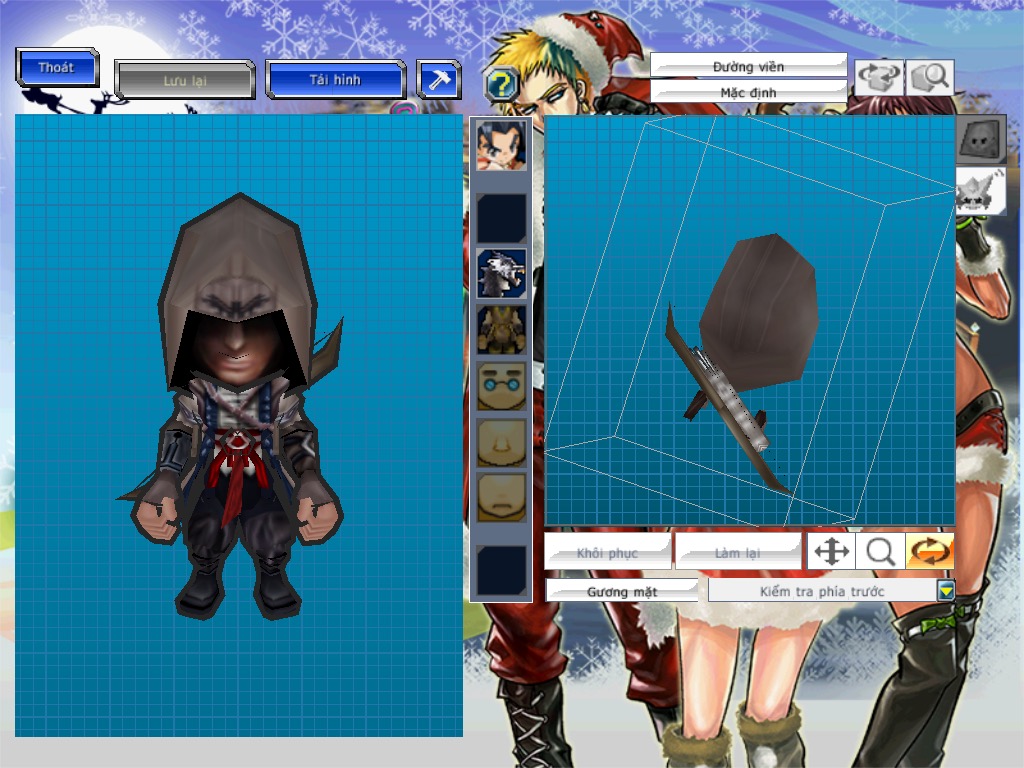 Thoát
Lưu lại
Tải hình
?
Đường viền
Mặc định
Khôi phục
Làm lại
Gương mặt
Kiểm tra phía trước